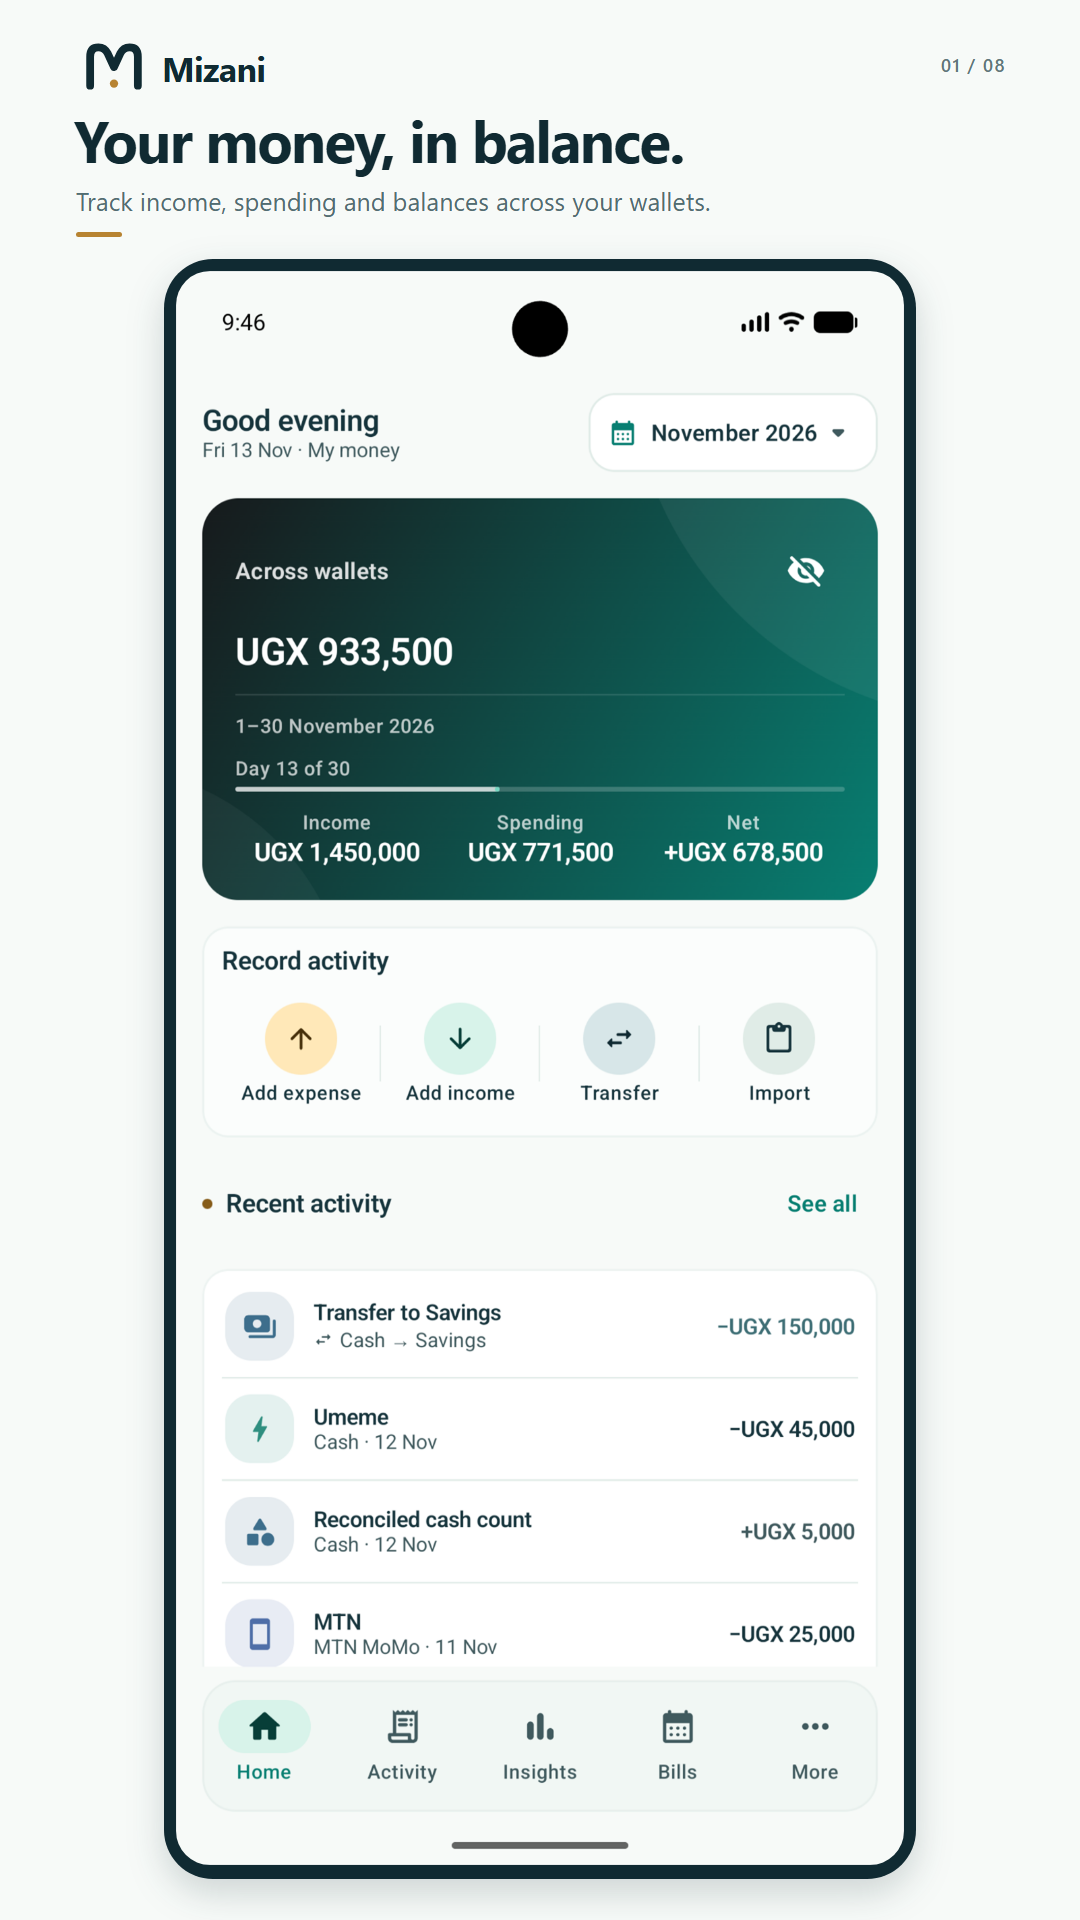 Mizani
01 / 08
Your money, in balance.
Track income, spending and balances across your wallets.
9:46
Good evening
Fri 13 Nov · My money
November 2026
Across wallets
UGX 933,500
1–30 November 2026
Day 13 of 30
Income Spending Net
UGX 1,450,000 UGX 771,500 +UGX 678,500
Record activity
Add expense Add income Transfer Import
Recent activity
See all
Transfer to Savings
Cash → Savings
−UGX 150,000
Umeme
Cash · 12 Nov
−UGX 45,000
Reconciled cash count
Cash · 12 Nov
+UGX 5,000
MTN
MTN MoMo · 11 Nov
−UGX 25,000
Home Activity Insights Bills More